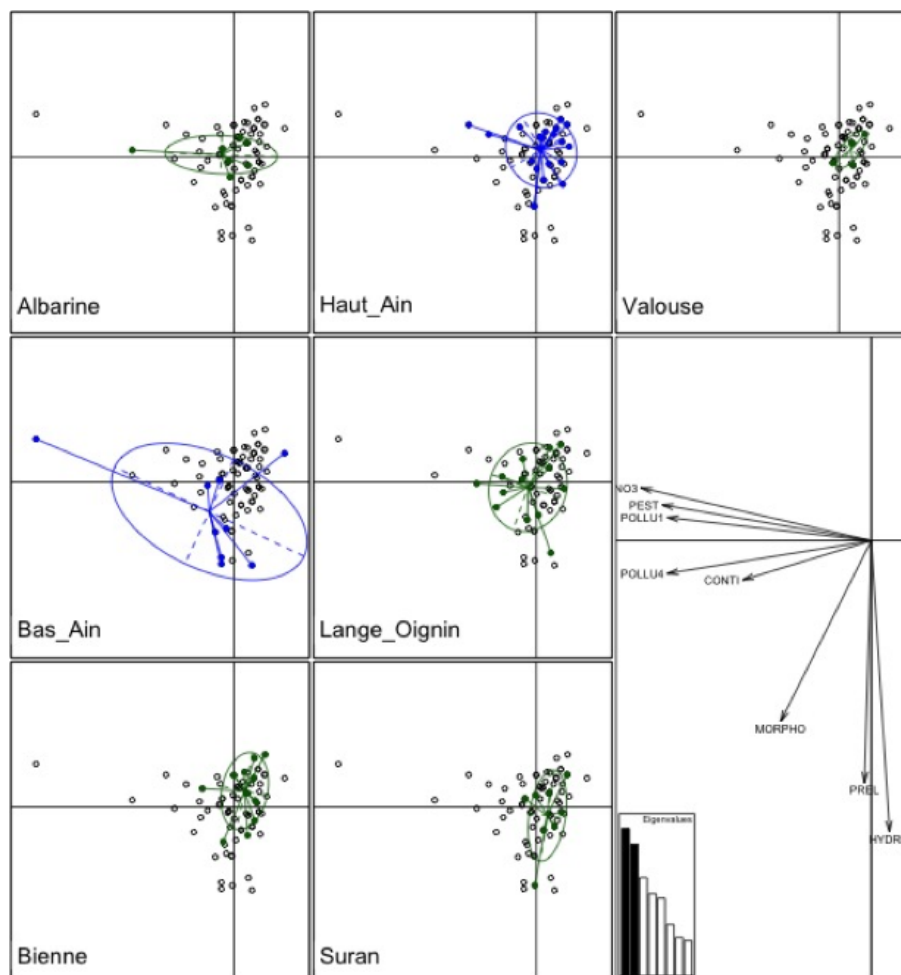 Albarine
Haut_Ain
Valouse
Bas_Ain
Lange_Oignin
NO3
PEST
POLLU1
POLLU4
CONTI
MORPHO
PREL
HYDR
Eigenvalues
Bienne
Suran